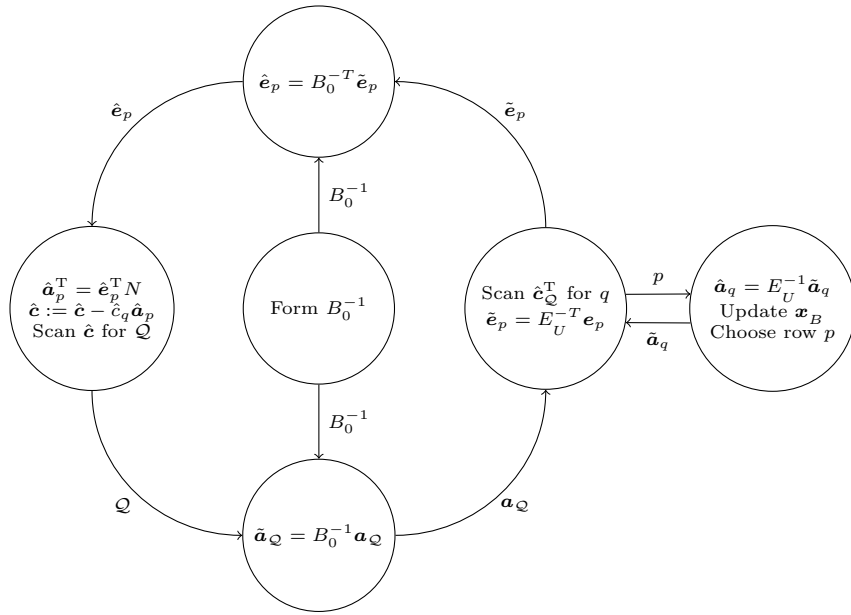 ê_p = B_0^{-T} ẽ_p
ê_p
ẽ_p
B_0^{-1}
â_p^T = ê_p^T N
ĉ := ĉ − ĉ_q â_p
Scan ĉ for 𝒬
Form B_0^{-1}
Scan ĉ_𝒬^T for q
ẽ_p = E_U^{-T} e_p
p
ã_q
â_q = E_U^{-1} ã_q
Update x_B
Choose row p
B_0^{-1}
𝒬
a_𝒬
ã_𝒬 = B_0^{-1} a_𝒬